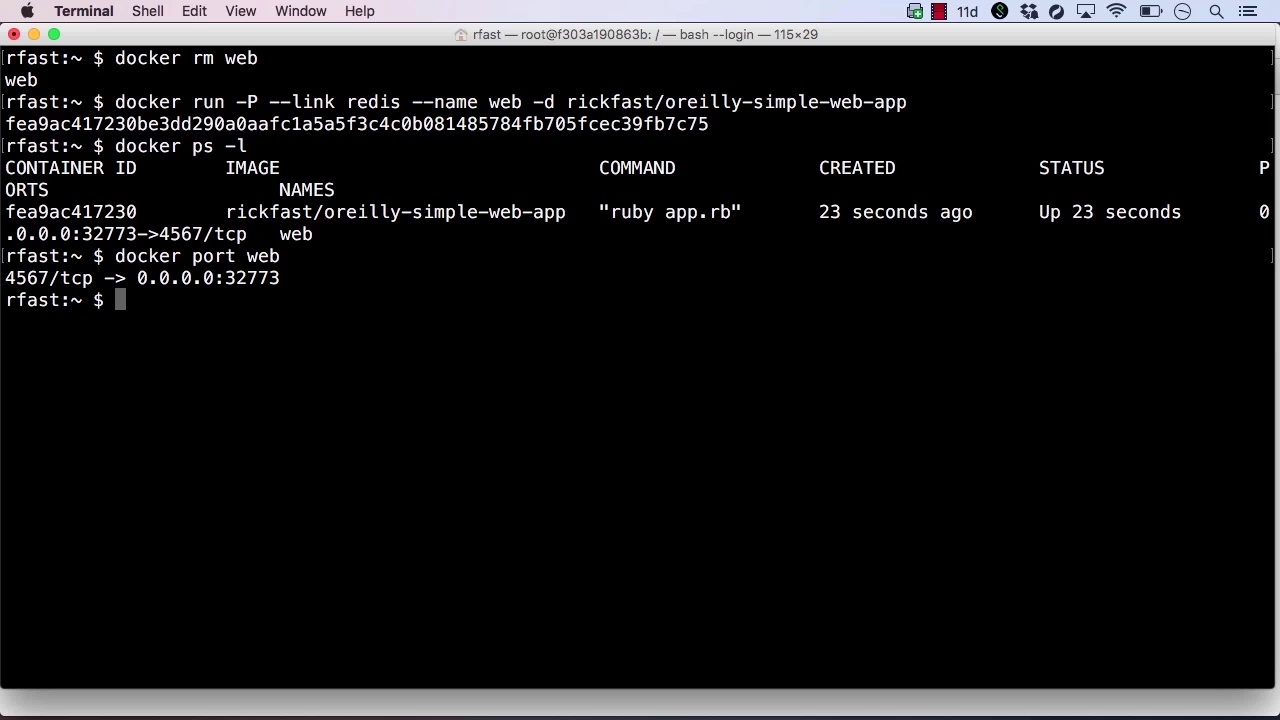 Terminal Shell Edit View Window Help 11d
rfast — root@f303a190863b: / — bash --login — 115×29
[rfast:~ $ docker rm web ]
web
[rfast:~ $ docker run -P --link redis --name web -d rickfast/oreilly-simple-web-app ]
fea9ac417230be3dd290a0aafc1a5a5f3c4c0b081485784fb705fcec39fb7c75
[rfast:~ $ docker ps -l ]
CONTAINER ID IMAGE COMMAND CREATED STATUS P
ORTS NAMES
fea9ac417230 rickfast/oreilly-simple-web-app "ruby app.rb" 23 seconds ago Up 23 seconds 0
.0.0.0:32773->4567/tcp web
[rfast:~ $ docker port web ]
4567/tcp -> 0.0.0.0:32773
rfast:~ $